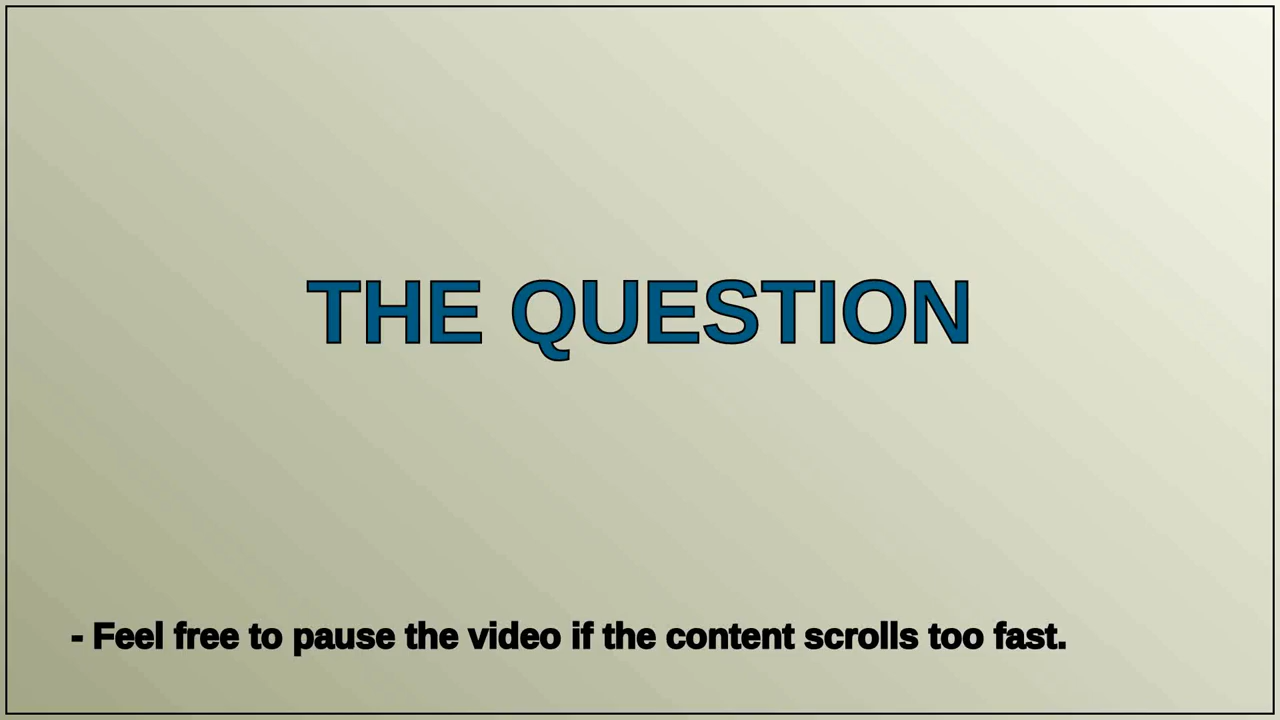 THE QUESTION
- Feel free to pause the video if the content scrolls too fast.